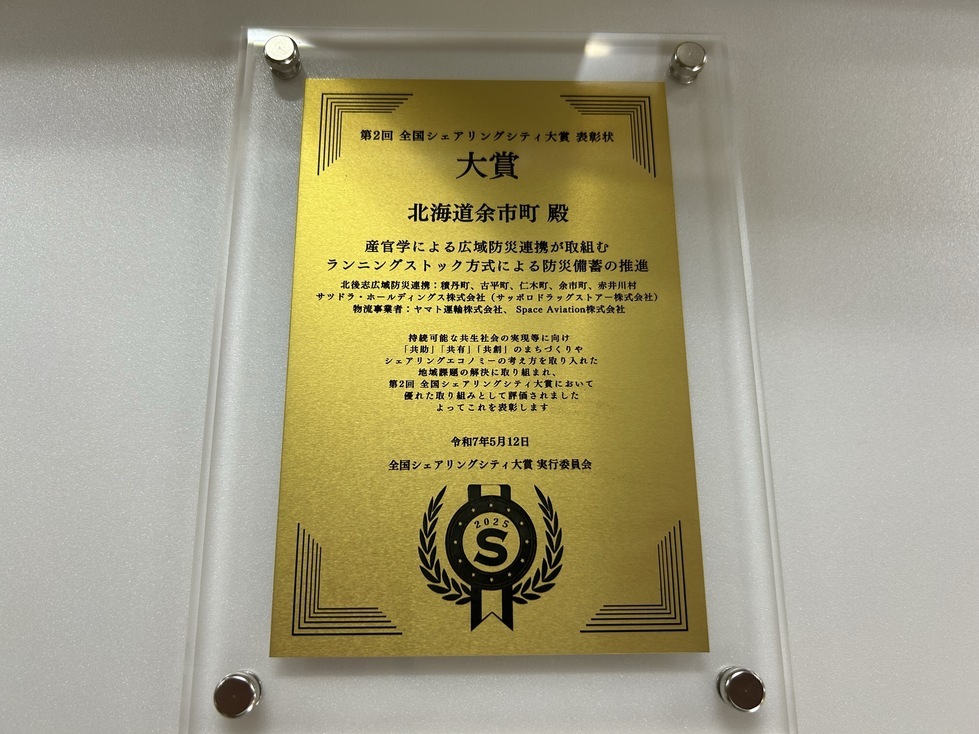 第2回 全国シェアリングシティ大賞 表彰状
大賞
北海道余市町 殿
産官学による広域防災連携が取組む
ランニングストック方式による防災備蓄の推進
北後志広域防災連携：積丹町、古平町、仁木町、余市町、赤井川村
サツドラ・ホールディングス株式会社（サッポロドラッグストアー株式会社）
物流事業者：ヤマト運輸株式会社、 Space Aviation株式会社
持続可能な共生社会の実現等に向け
「共助」「共有」「共創」のまちづくりや
シェアリングエコノミーの考え方を取り入れた
地域課題の解決に取り組まれ、
第2回 全国シェアリングシティ大賞において
優れた取り組みとして評価されました
よってこれを表彰します
令和7年5月12日
全国シェアリングシティ大賞 実行委員会
2025
S